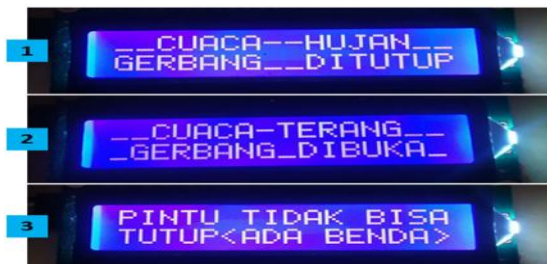 1
__CUACA--HUJAN__
GERBANG__DITUTUP
2
__CUACA-TERANG__
_GERBANG_DIBUKA_
3
PINTU TIDAK BISA
TUTUP<ADA BENDA>